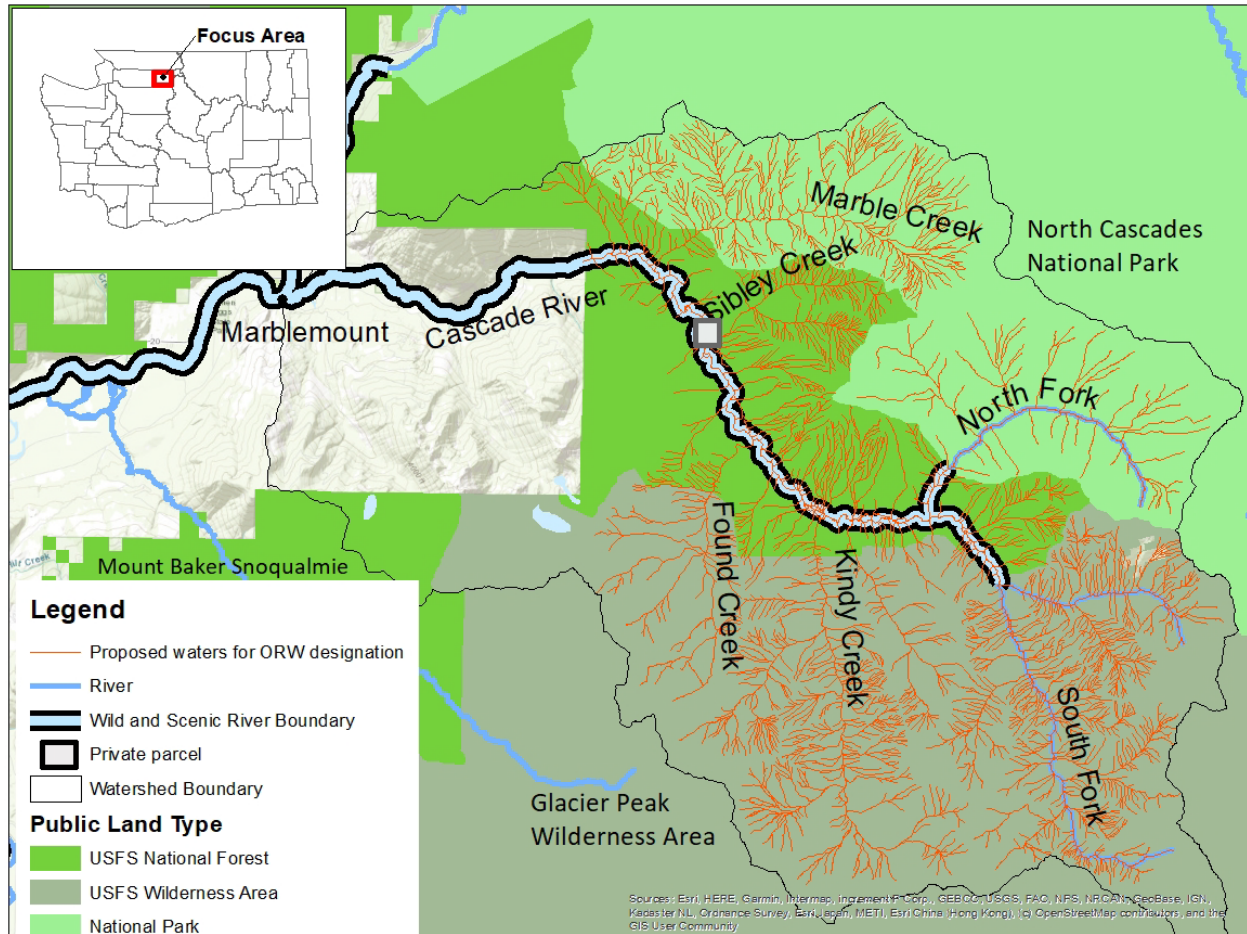 Focus Area
Marble Creek
North Cascades
National Park
Sibley Creek
Cascade River
Marblemount
North Fork
Found Creek
Kindy Creek
South Fork
20
Creek
Mount Baker Snoqualmie
Glacier Peak
Wilderness Area
Legend
Proposed waters for ORW designation
River
Wild and Scenic River Boundary
Private parcel
Watershed Boundary
Public Land Type
USFS National Forest
USFS Wilderness Area
National Park
Sources: Esri, HERE, Garmin, Intermap, increment P Corp., GEBCO, USGS, FAO, NPS, NRCAN, GeoBase, IGN,
Kadaster NL, Ordnance Survey, Esri Japan, METI, Esri China (Hong Kong), (c) OpenStreetMap contributors, and the
GIS User Community